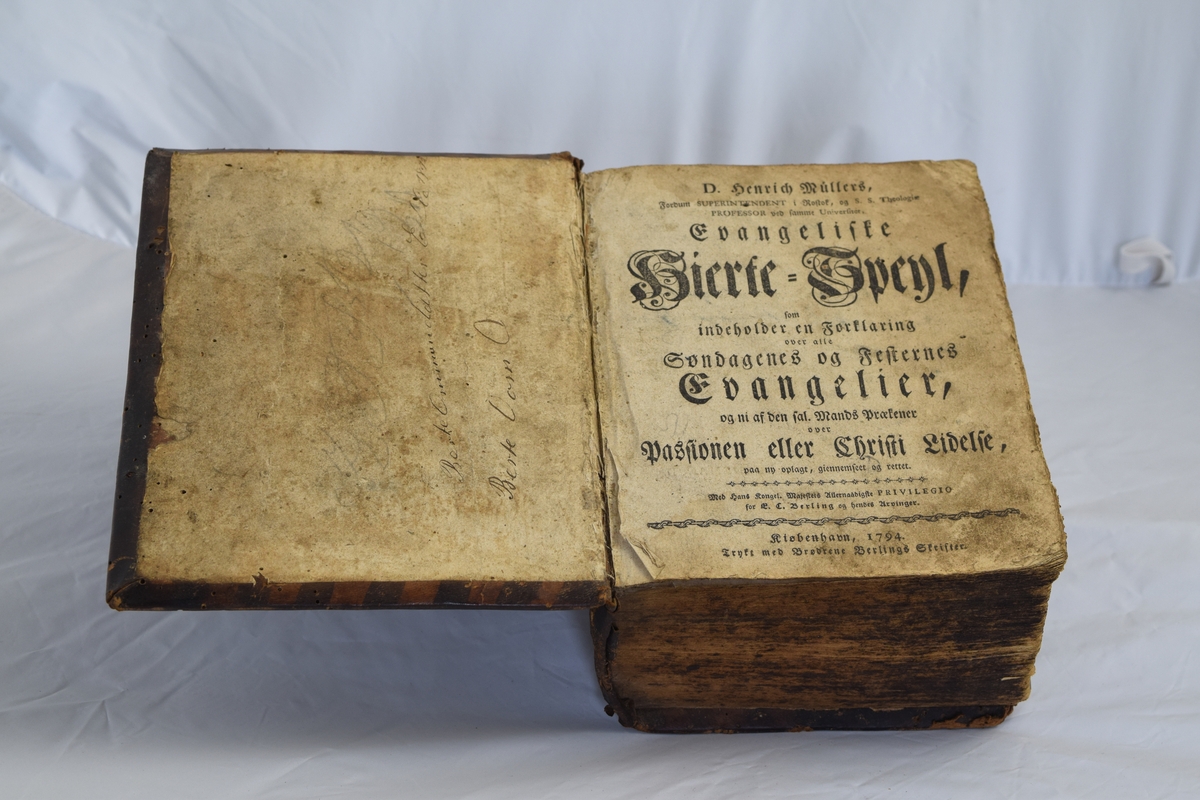 Berte
Berte Com O
D. Henrich Müllers,
Fordum SUPERINTENDENT i Rostok, og S. S. Theologiæ
PROFESSOR ved samme Universitet,
Evangeliske
Hierte=Speyl,
som
indeholder en Forklaring
over alle
Søndagenes og Festernes
Evangelier,
og ni af den sal. Mands Prækener
over
Passionen eller Christi Lidelse,
paa ny oplagt, giennemseet og rettet.
Med Hans Kongel. Majestets Allernaadigste PRIVILEGIO
for E. C. Berling og hendes Arvinger.
Kiøbenhavn, 1794.
Trykt med Brødrene Berlings Skrifter.